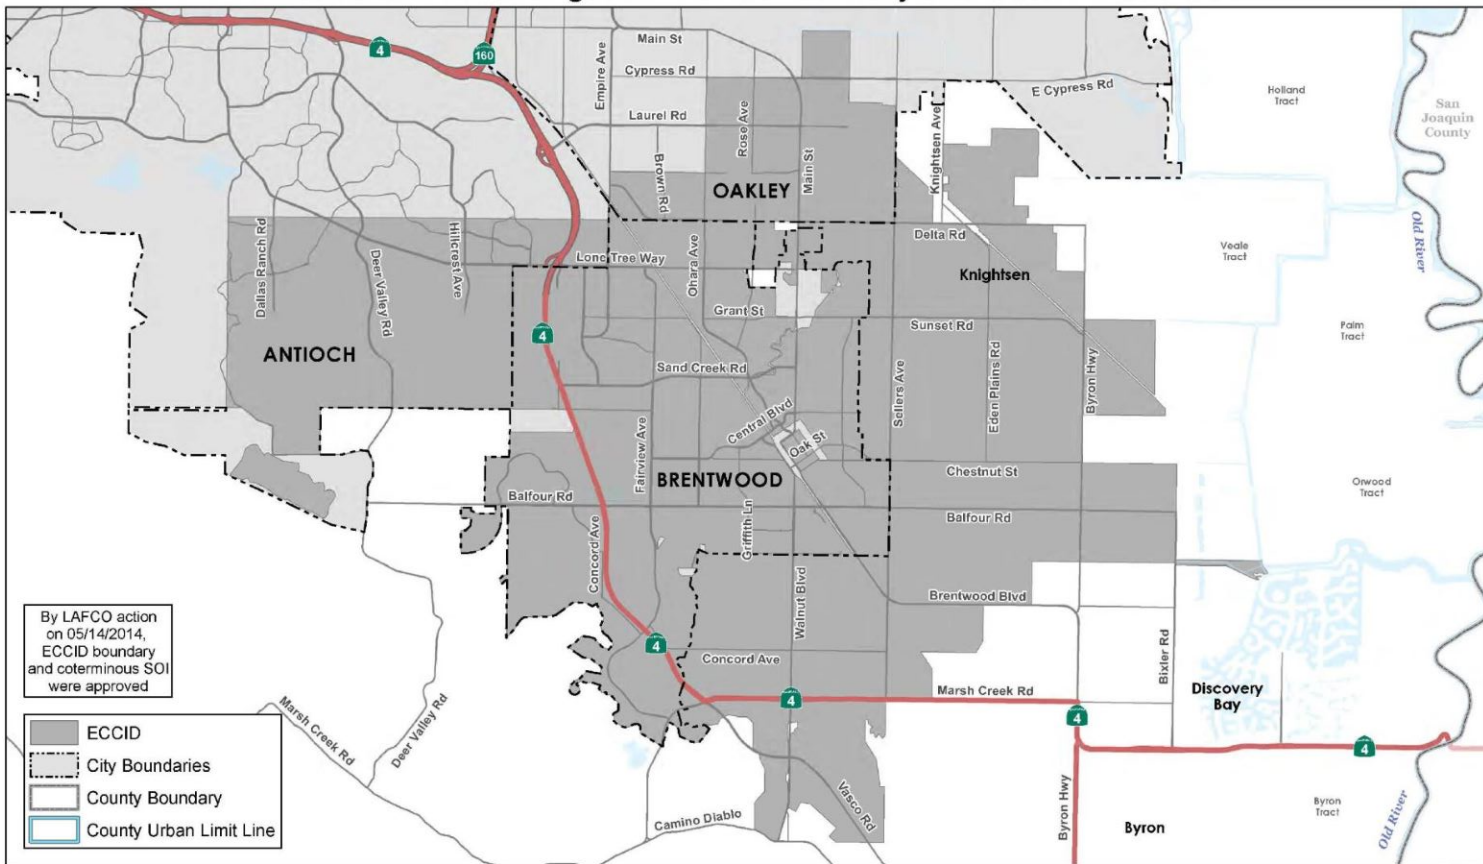 4
160
Main St
Cypress Rd
Empire Ave
Laurel Rd
Rose Ave
Main St
Brown Rd
OAKLEY
Knightsen Ave
E Cypress Rd
Holland
Tract
San
Joaquin
County
Old River
Delta Rd
Veale
Tract
Knightsen
Lone Tree Way
Ohara Ave
Dallas Ranch Rd
Deer Valley Rd
Hillcrest Ave
Grant St
Sunset Rd
Palm
Tract
4
ANTIOCH
Sand Creek Rd
Sellers Ave
Eden Plains Rd
Byron Hwy
Fairview Ave
Central Blvd
Oak St
BRENTWOOD
Chestnut St
Orwood
Tract
Balfour Rd
Griffith Ln
Balfour Rd
Concord Ave
Walnut Blvd
Brentwood Blvd
By LAFCO action
on 05/14/2014,
ECCID boundary
and coterminous SOI
were approved
4
Concord Ave
Bixler Rd
Marsh Creek Rd
Discovery
Bay
4
4
4
Marsh Creek Rd
Deer Valley Rd
ECCID
City Boundaries
County Boundary
County Urban Limit Line
Camino Diablo
Vasco Rd
Byron Hwy
Byron
Byron
Tract
Old River